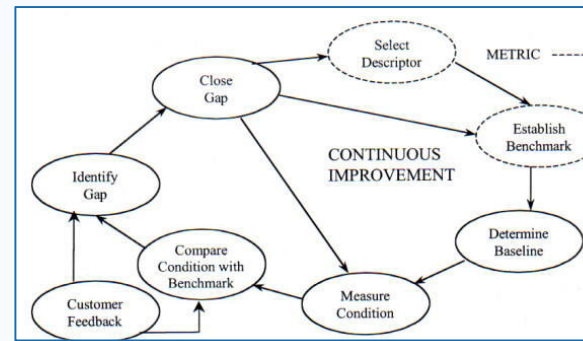 Select
Descriptor
METRIC
Close
Gap
Establish
Benchmark
CONTINUOUS
IMPROVEMENT
Identify
Gap
Determine
Baseline
Compare
Condition with
Benchmark
Measure
Condition
Customer
Feedback